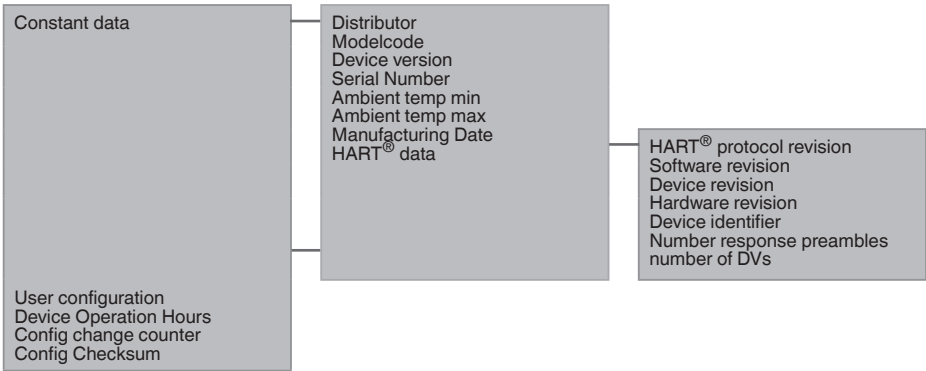 Constant data
User configuration
Device Operation Hours
Config change counter
Config Checksum
Distributor
Modelcode
Device version
Serial Number
Ambient temp min
Ambient temp max
Manufacturing Date
HART® data
HART® protocol revision
Software revision
Device revision
Hardware revision
Device identifier
Number response preambles
number of DVs